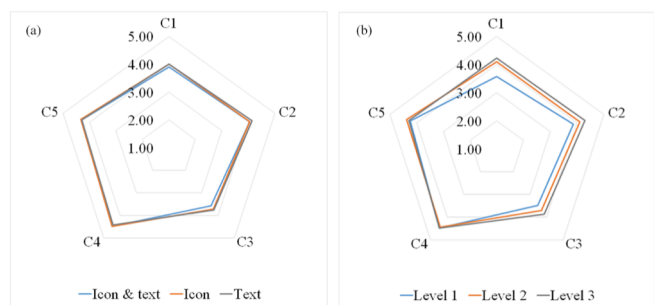 (a)
C1
5.00
4.00
3.00
2.00
1.00
C2
C3
C4
C5
Icon & text Icon Text
(b)
C1
5.00
4.00
3.00
2.00
1.00
C2
C3
C4
C5
Level 1 Level 2 Level 3